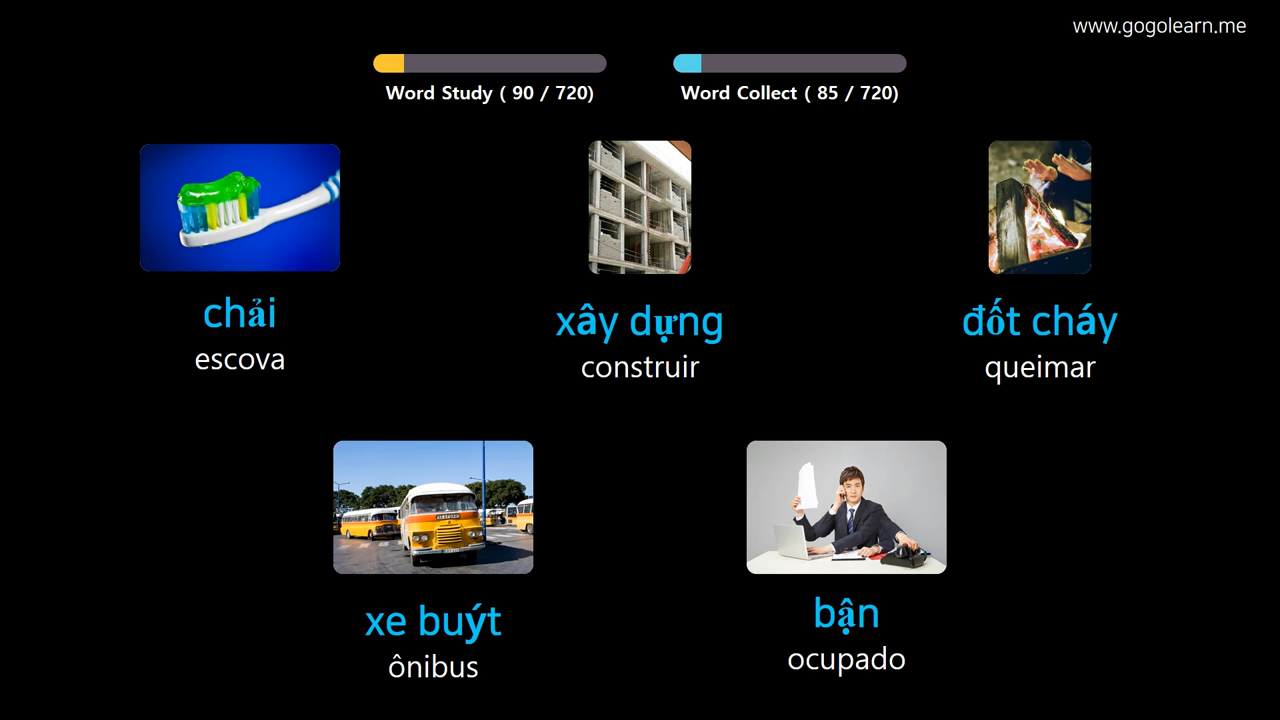 www.gogolearn.me
Word Study ( 90 / 720)
Word Collect ( 85 / 720)
chải
escova
xây dựng
construir
đốt cháy
queimar
xe buýt
ônibus
bận
ocupado